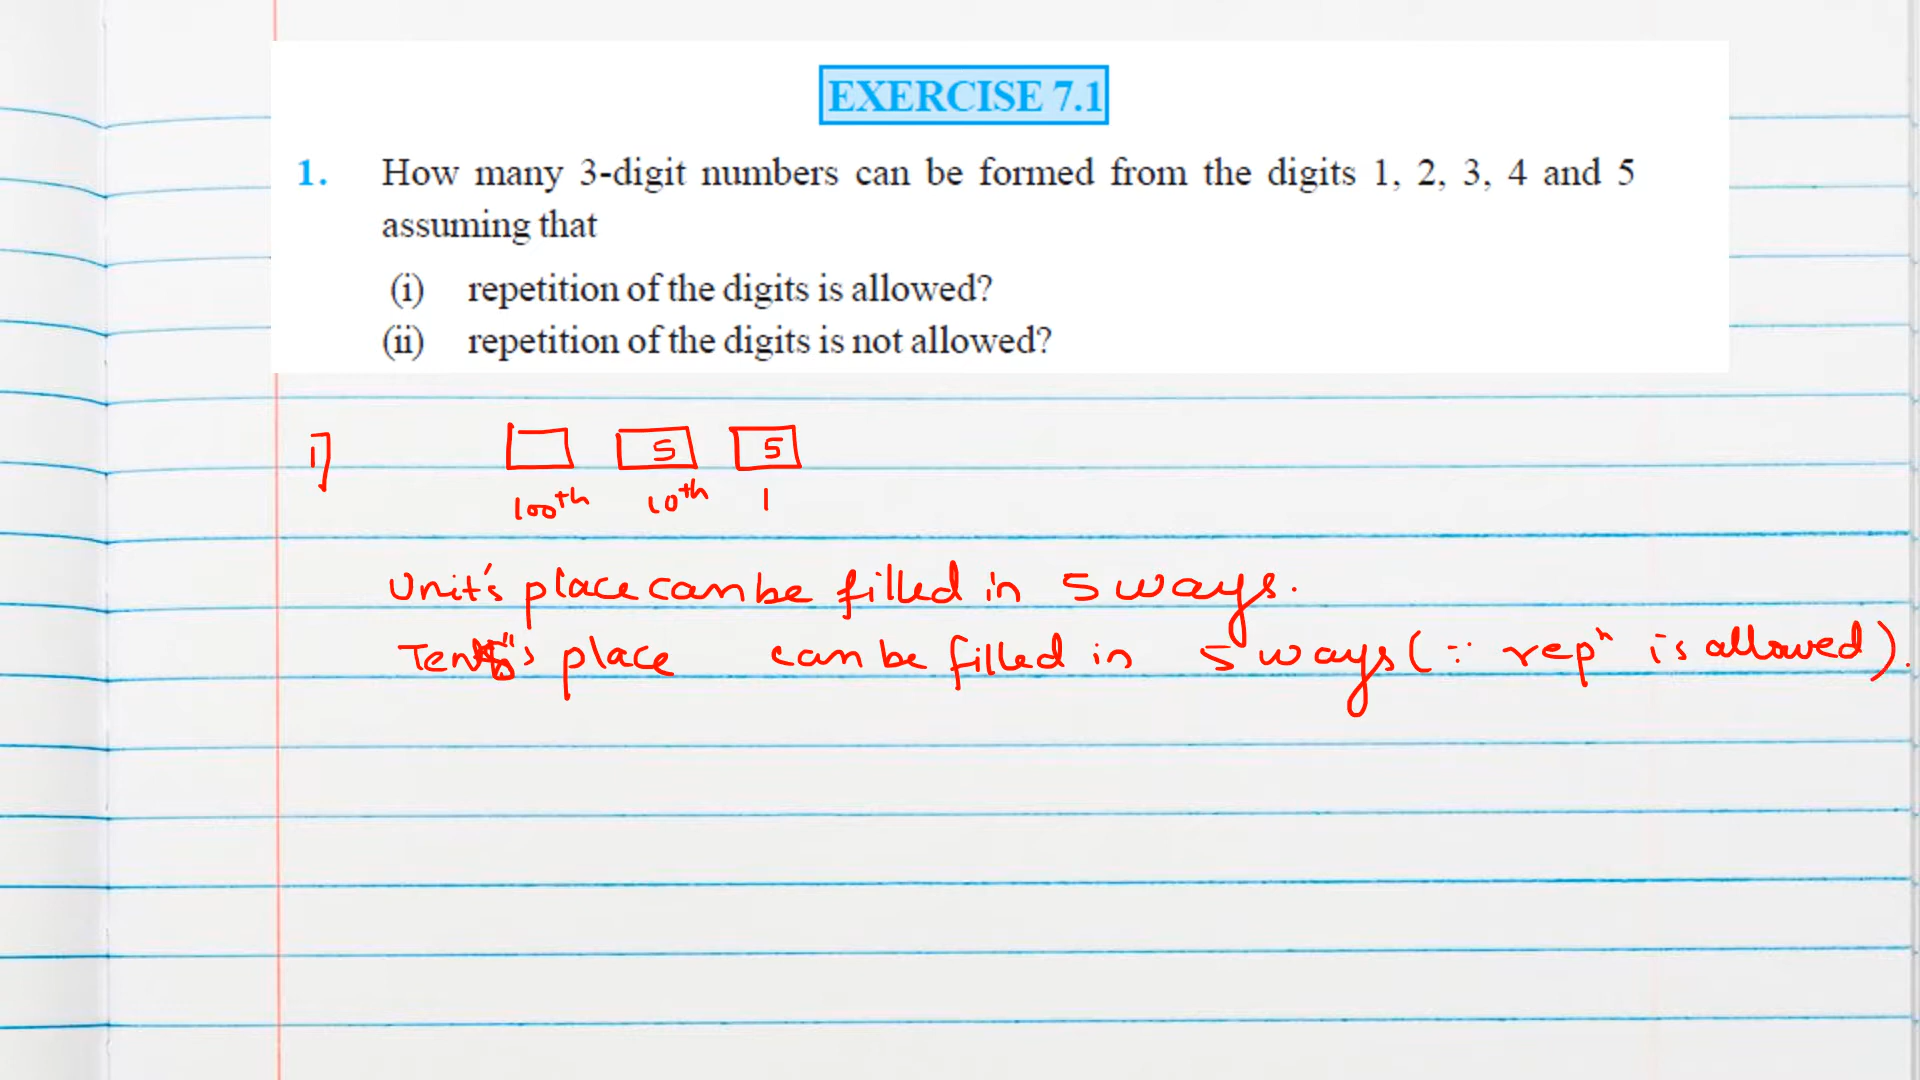 EXERCISE 7.1
1. How many 3-digit numbers can be formed from the digits 1, 2, 3, 4 and 5
assuming that
(i) repetition of the digits is allowed?
(ii) repetition of the digits is not allowed?
i] 5 5
100th 10th 1
Unit's place can be filled in 5 ways.
Ten's place can be filled in 5 ways (∵ repn is allowed).